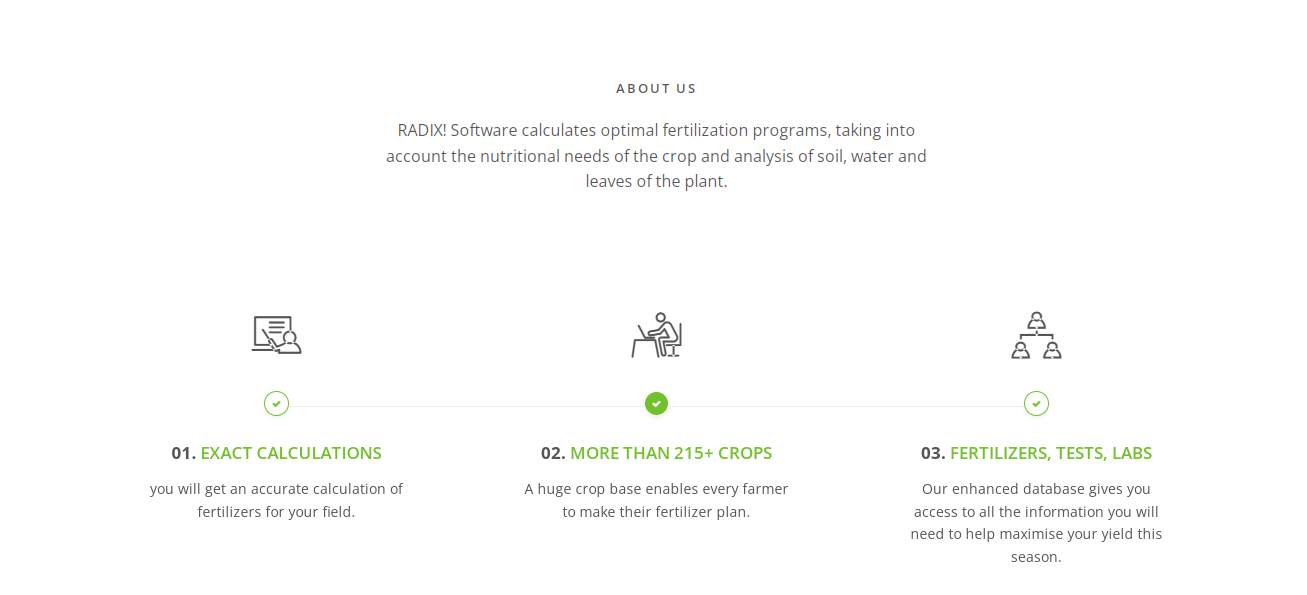 ABOUT US
RADIX! Software calculates optimal fertilization programs, taking into
account the nutritional needs of the crop and analysis of soil, water and
leaves of the plant.
01. EXACT CALCULATIONS
you will get an accurate calculation of
fertilizers for your field.
02. MORE THAN 215+ CROPS
A huge crop base enables every farmer
to make their fertilizer plan.
03. FERTILIZERS, TESTS, LABS
Our enhanced database gives you
access to all the information you will
need to help maximise your yield this
season.